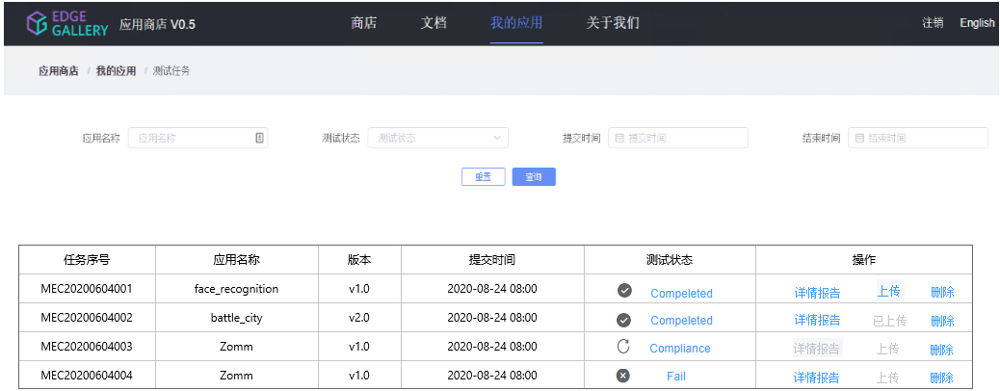 EDGE GALLERY 应用商店 V0.5 商店 文档 我的应用 关于我们 注销 English
应用商店 / 我的应用 / 测试任务
应用名称 应用名称 测试状态 测试状态 提交时间 提交时间 结束时间 结束时间
重置 查询
任务序号 应用名称 版本 提交时间 测试状态 操作
MEC20200604001 face_recognition v1.0 2020-08-24 08:00 Compeleted 详情报告 上传 删除
MEC20200604002 battle_city v2.0 2020-08-24 08:00 Compeleted 详情报告 已上传 删除
MEC20200604003 Zomm v1.0 2020-08-24 08:00 Compliance 详情报告 上传 删除
MEC20200604004 Zomm v1.0 2020-08-24 08:00 Fail 详情报告 上传 删除